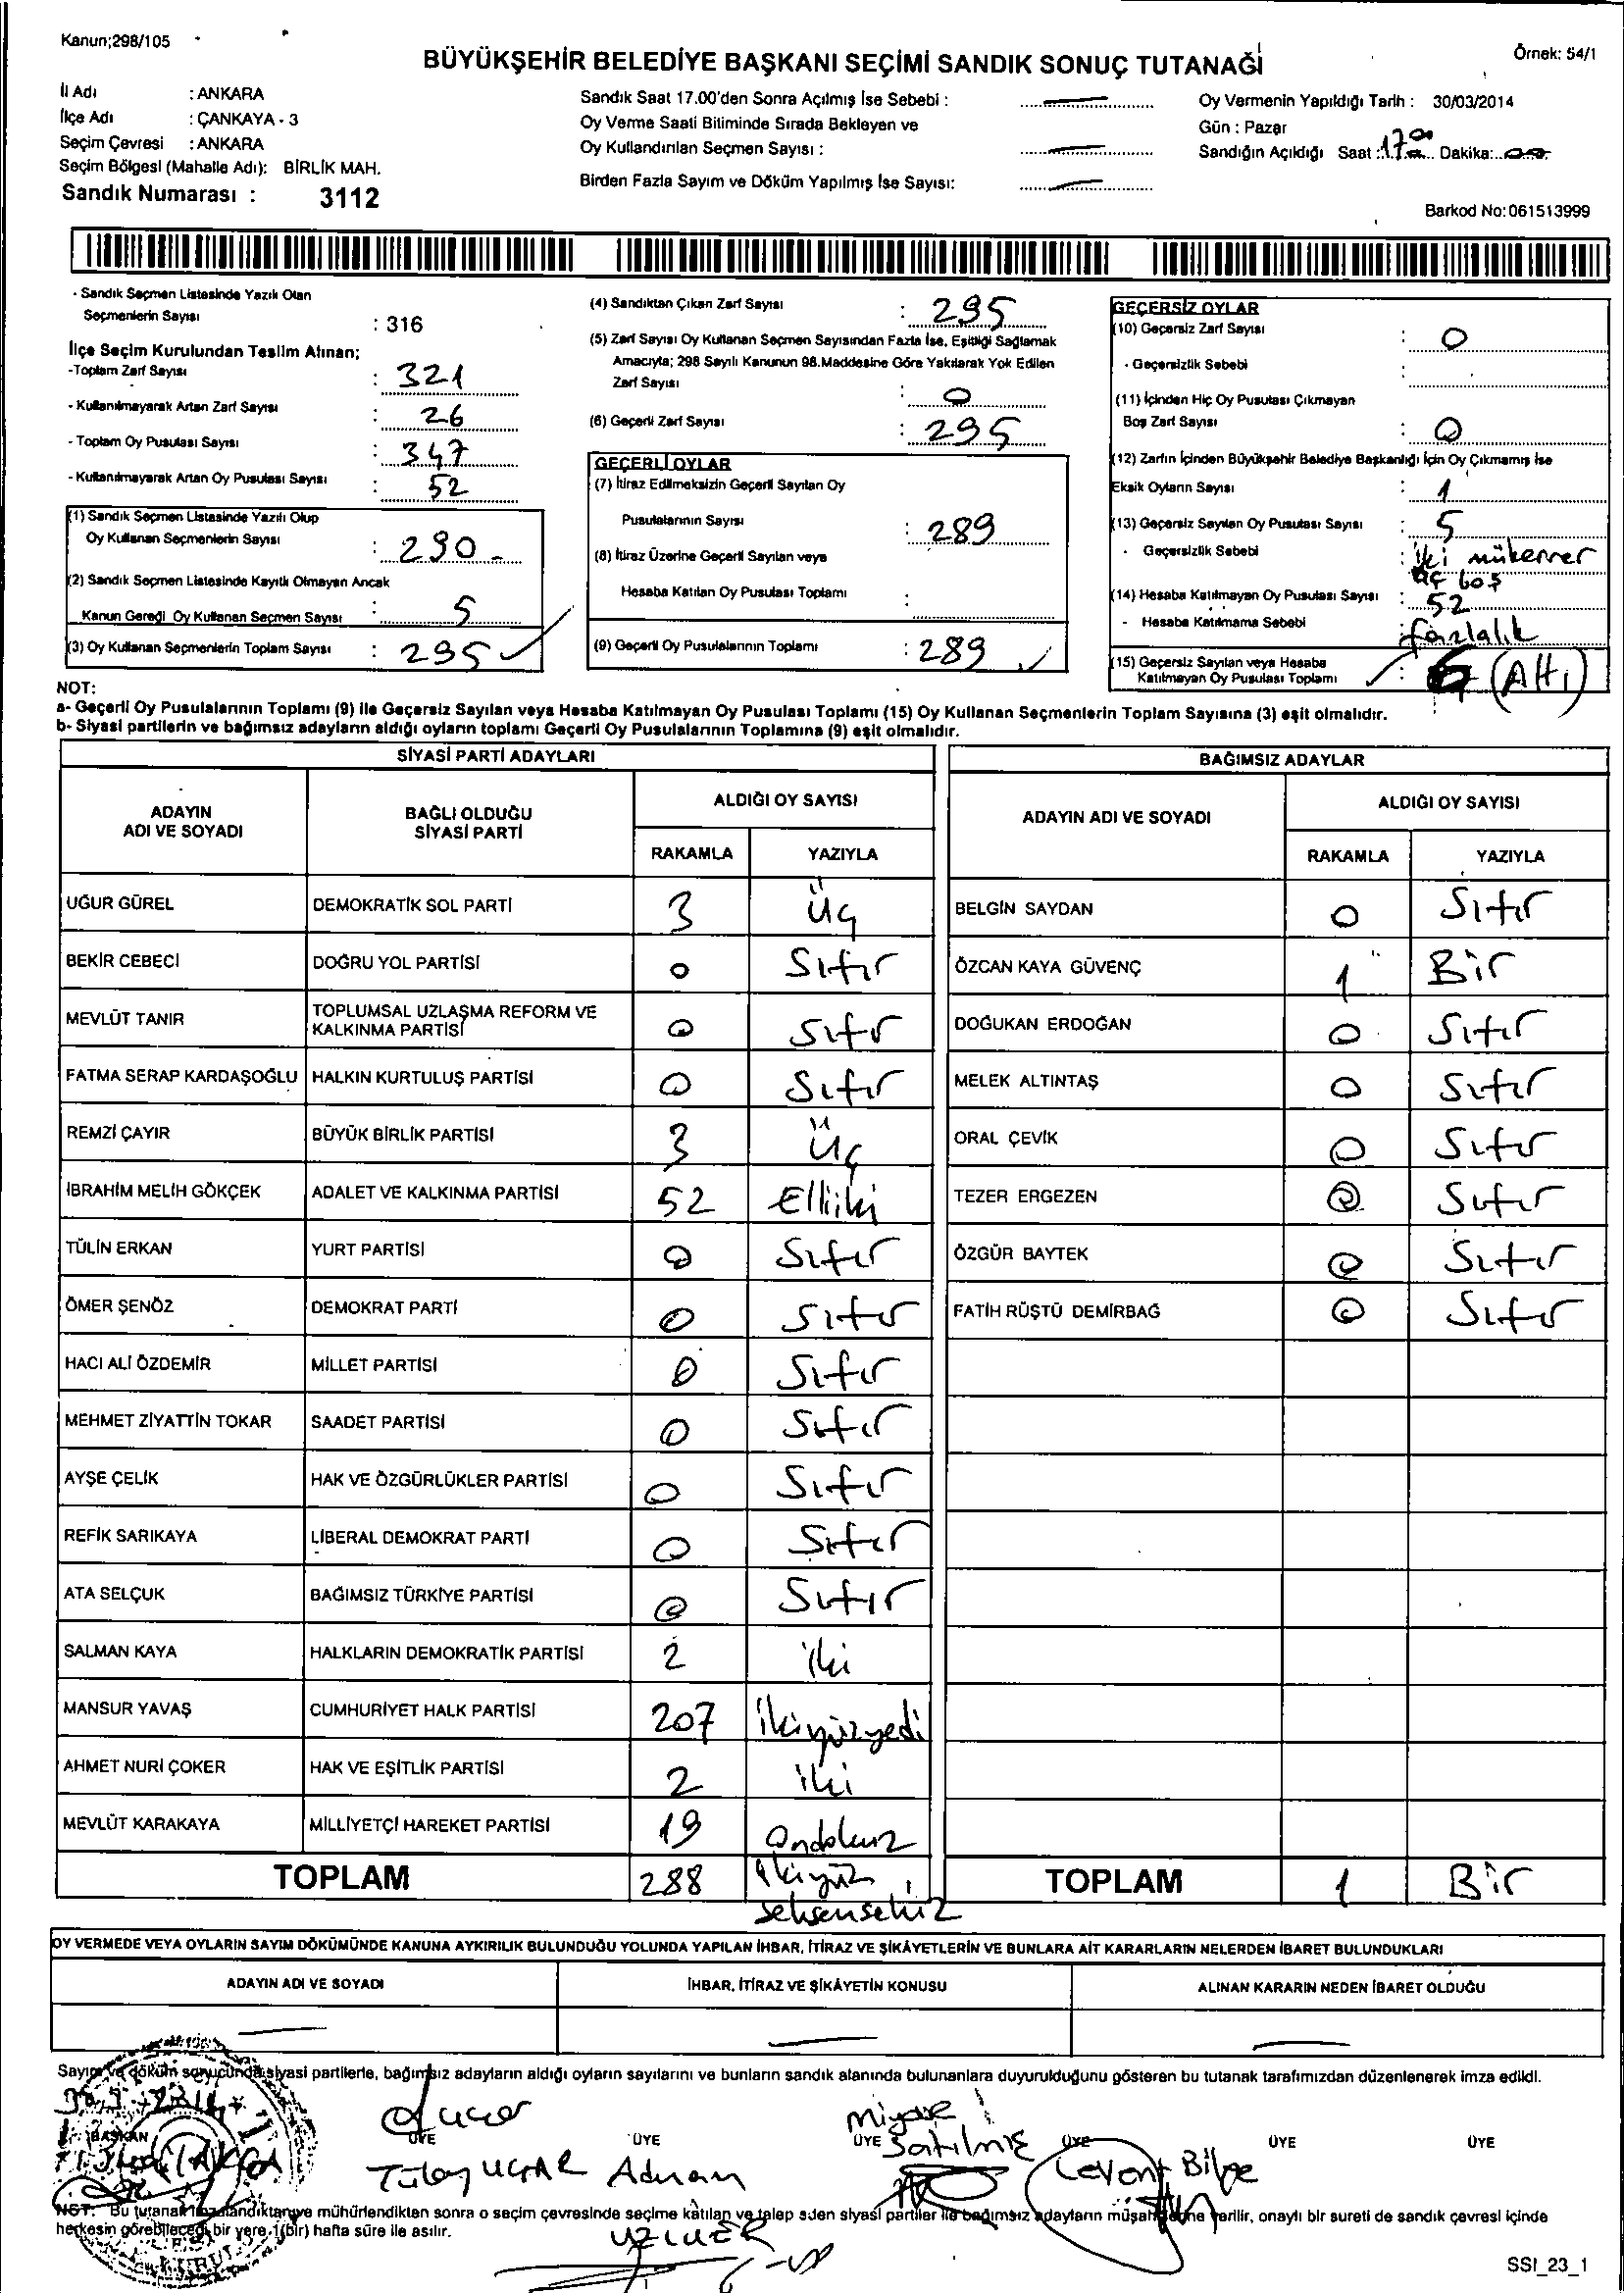 Kanun;298/105
Örnek: 54/1
BÜYÜKŞEHİR BELEDİYE BAŞKANI SEÇİMİ SANDIK SONUÇ TUTANAĞI
İl Adı : ANKARA
İlçe Adı : ÇANKAYA - 3
Seçim Çevresi : ANKARA
Seçim Bölgesi (Mahalle Adı): BİRLİK MAH.
Sandık Numarası : 3112
Sandık Saat 17.00'den Sonra Açılmış İse Sebebi :
Oy Verme Saati Bitiminde Sırada Bekleyen ve
Oy Kullandırılan Seçmen Sayısı :
Birden Fazla Sayım ve Döküm Yapılmış İse Sayısı:
Oy Vermenin Yapıldığı Tarih : 30/03/2014
Gün : Pazar
Sandığın Açıldığı Saat : 17 Dakika:
Barkod No:061513999
- Sandık Seçmen Listesinde Yazılı Olan
Seçmenlerin Sayısı : 316
İlçe Seçim Kurulundan Teslim Alınan;
-Toplam Zarf Sayısı : 321
- Kullanılmayarak Artan Zarf Sayısı : 26
- Toplam Oy Pusulası Sayısı : 347
- Kullanılmayarak Artan Oy Pusulası Sayısı : 52
(1) Sandık Seçmen Listesinde Yazılı Olup
Oy Kullanan Seçmenlerin Sayısı : 290
(2) Sandık Seçmen Listesinde Kayıtlı Olmayan Ancak
Kanun Gereği Oy Kullanan Seçmen Sayısı : 5
(3) Oy Kullanan Seçmenlerin Toplam Sayısı : 295
(4) Sandıktan Çıkan Zarf Sayısı : 295
(5) Zarf Sayısı Oy Kullanan Seçmen Sayısından Fazla İse, Eşitliği Sağlamak
Amacıyla; 298 Sayılı Kanunun 98.Maddesine Göre Yakılarak Yok Edilen
Zarf Sayısı : 0
(6) Geçerli Zarf Sayısı : 295
GEÇERLİ OYLAR
(7) İtiraz Edilmeksizin Geçerli Sayılan Oy
Pusulalarının Sayısı : 289
(8) İtiraz Üzerine Geçerli Sayılan veya
Hesaba Katılan Oy Pusulası Toplamı :
(9) Geçerli Oy Pusulalarının Toplamı : 289
GEÇERSİZ OYLAR
(10) Geçersiz Zarf Sayısı : 0
- Geçersizlik Sebebi :
(11) İçinden Hiç Oy Pusulası Çıkmayan
Boş Zarf Sayısı : 0
(12) Zarfın İçinden Büyükşehir Belediye Başkanlığı İçin Oy Çıkmamış İse
Eksik Oyların Sayısı : 1
(13) Geçersiz Sayılan Oy Pusulası Sayısı : 5
- Geçersizlik Sebebi : iki mükerrer
üç boş
(14) Hesaba Katılmayan Oy Pusulası Sayısı : 52
- Hesaba Katılmama Sebebi : fazlalık
(15) Geçersiz Sayılan veya Hesaba
Katılmayan Oy Pusulası Toplamı : 6 (Altı)
NOT:
a- Geçerli Oy Pusulalarının Toplamı (9) ile Geçersiz Sayılan veya Hesaba Katılmayan Oy Pusulası Toplamı (15) Oy Kullanan Seçmenlerin Toplam Sayısına (3) eşit olmalıdır.
b- Siyasi partilerin ve bağımsız adayların aldığı oyların toplamı Geçerli Oy Pusulalarının Toplamına (9) eşit olmalıdır.
SİYASİ PARTİ ADAYLARI
ADAYIN ADI VE SOYADI
BAĞLI OLDUĞU SİYASİ PARTİ
ALDIĞI OY SAYISI
RAKAMLA YAZIYLA
UĞUR GÜREL DEMOKRATİK SOL PARTİ 3 Üç
BEKİR CEBECİ DOĞRU YOL PARTİSİ 0 Sıfır
MEVLÜT TANIR TOPLUMSAL UZLAŞMA REFORM VE KALKINMA PARTİSİ 0 Sıfır
FATMA SERAP KARDAŞOĞLU HALKIN KURTULUŞ PARTİSİ 0 Sıfır
REMZİ ÇAYIR BÜYÜK BİRLİK PARTİSİ 3 Üç
İBRAHİM MELİH GÖKÇEK ADALET VE KALKINMA PARTİSİ 52 Elliiki
TÜLİN ERKAN YURT PARTİSİ 0 Sıfır
ÖMER ŞENÖZ DEMOKRAT PARTİ 0 Sıfır
HACI ALİ ÖZDEMİR MİLLET PARTİSİ 0 Sıfır
MEHMET ZİYATTİN TOKAR SAADET PARTİSİ 0 Sıfır
AYŞE ÇELİK HAK VE ÖZGÜRLÜKLER PARTİSİ 0 Sıfır
REFİK SARIKAYA LİBERAL DEMOKRAT PARTİ 0 Sıfır
ATA SELÇUK BAĞIMSIZ TÜRKİYE PARTİSİ 0 Sıfır
SALMAN KAYA HALKLARIN DEMOKRATİK PARTİSİ 2 iki
MANSUR YAVAŞ CUMHURİYET HALK PARTİSİ 207 ikiyüzyedi
AHMET NURİ ÇOKER HAK VE EŞİTLİK PARTİSİ 2 iki
MEVLÜT KARAKAYA MİLLİYETÇİ HAREKET PARTİSİ 19 Ondokuz
TOPLAM 288 ikiyüz seksensekiz
BAĞIMSIZ ADAYLAR
ADAYIN ADI VE SOYADI
ALDIĞI OY SAYISI
RAKAMLA YAZIYLA
BELGİN SAYDAN 0 Sıfır
ÖZCAN KAYA GÜVENÇ 1 Bir
DOĞUKAN ERDOĞAN 0 Sıfır
MELEK ALTINTAŞ 0 Sıfır
ORAL ÇEVİK 0 Sıfır
TEZER ERGEZEN 0 Sıfır
ÖZGÜR BAYTEK 0 Sıfır
FATİH RÜŞTÜ DEMİRBAĞ 0 Sıfır
TOPLAM 1 Bir
OY VERMEDE VEYA OYLARIN SAYIM DÖKÜMÜNDE KANUNA AYKIRILIK BULUNDUĞU YOLUNDA YAPILAN İHBAR, İTİRAZ VE ŞİKÂYETLERİN VE BUNLARA AİT KARARLARIN NELERDEN İBARET BULUNDUKLARI
ADAYIN ADI VE SOYADI İHBAR, İTİRAZ VE ŞİKÂYETİN KONUSU ALINAN KARARIN NEDEN İBARET OLDUĞU
Sayım ve döküm sonucunda siyasi partilerle, bağımsız adayların aldığı oyların sayılarını ve bunların sandık alanında bulunanlara duyurulduğunu gösteren bu tutanak tarafımızdan düzenlenerek imza edildi.
BAŞKAN ÜYE ÜYE ÜYE ÜYE ÜYE ÜYE
Tülay UÇAR Adnan Satılmış Levent Bilge
NOT: Bu tutanak mühürlendikten sonra o seçim çevresinde seçime katılan ve talep eden siyasi partiler ile bağımsız adayların müşahitlerine verilir, onaylı bir sureti de sandık çevresi içinde
herkesin görebileceği bir yere 1(bir) hafta süre ile asılır.
SSI_23_1